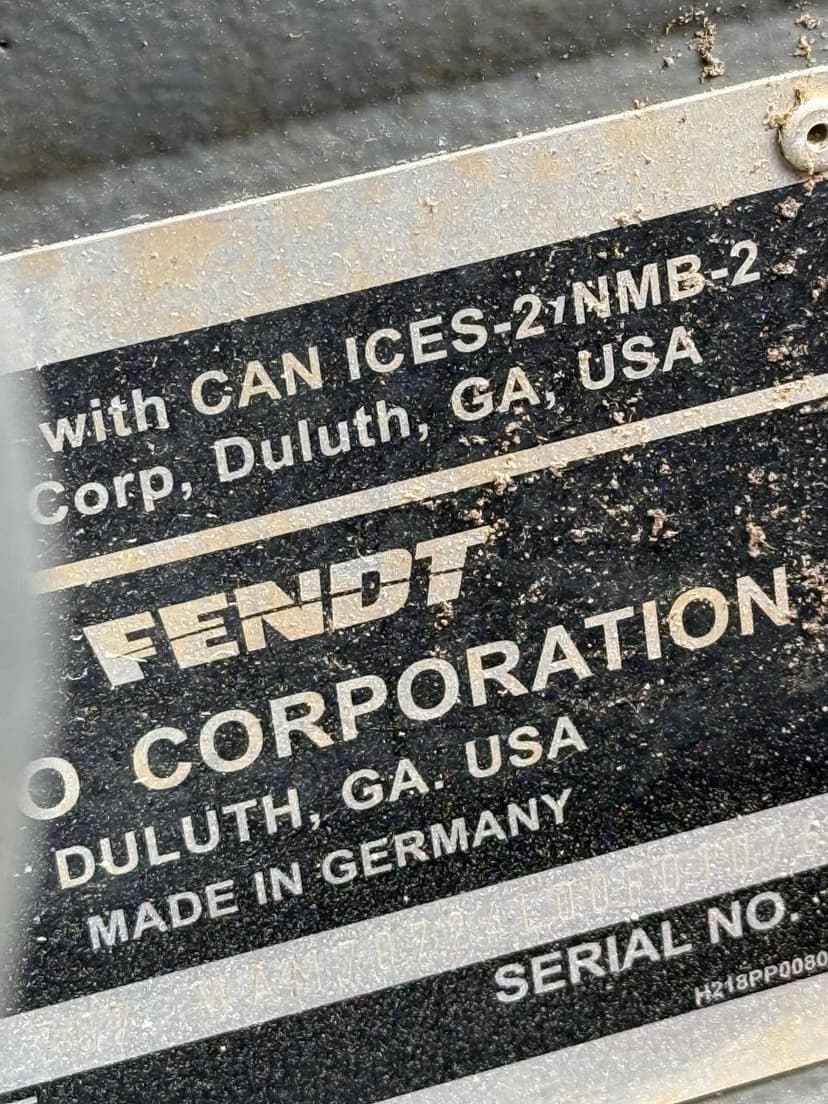 with CAN ICES-2/NMB-2
Corp, Duluth, GA, USA
FENDT
O CORPORATION
DULUTH, GA. USA
MADE IN GERMANY
SERIAL NO.
H218PP0080